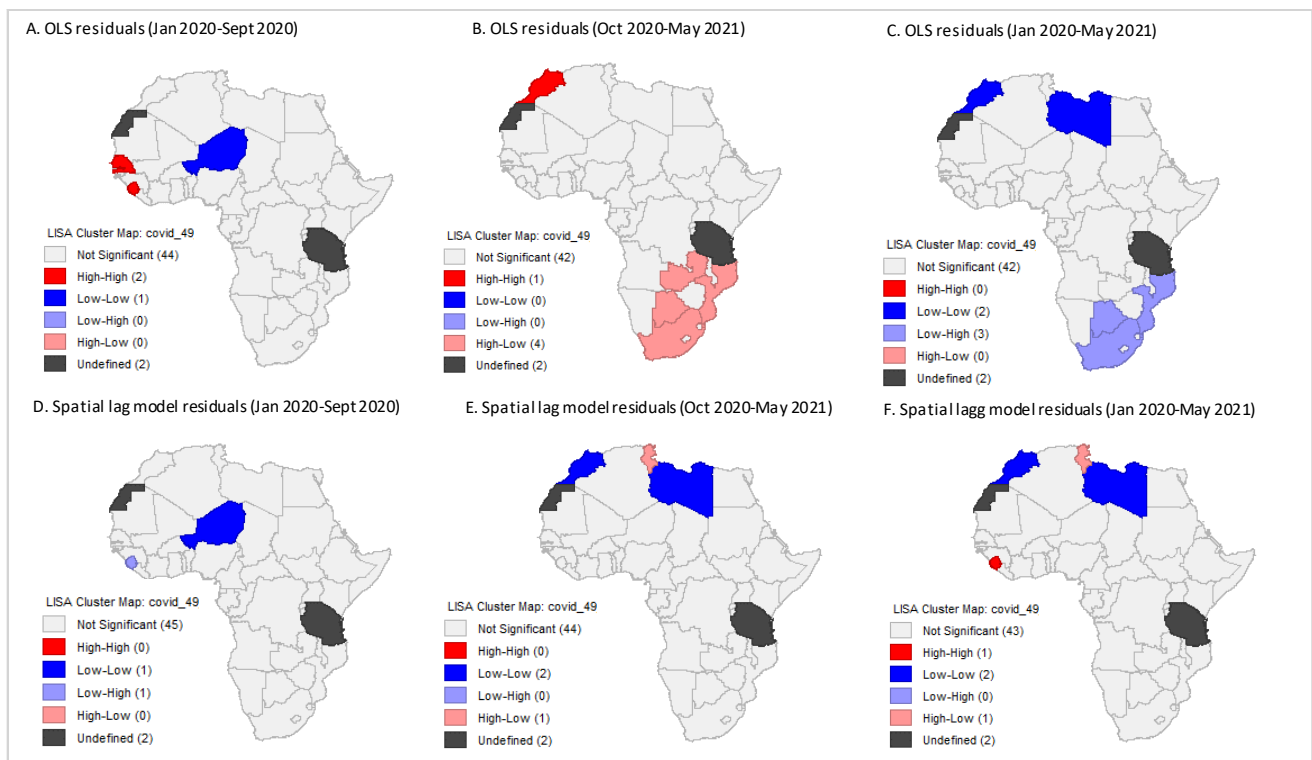 A. OLS residuals (Jan 2020-Sept 2020)
B. OLS residuals (Oct 2020-May 2021)
C. OLS residuals (Jan 2020-May 2021)
LISA Cluster Map: covid_49
Not Significant (44)
High-High (2)
Low-Low (1)
Low-High (0)
High-Low (0)
Undefined (2)
LISA Cluster Map: covid_49
Not Significant (42)
High-High (1)
Low-Low (0)
Low-High (0)
High-Low (4)
Undefined (2)
LISA Cluster Map: covid_49
Not Significant (42)
High-High (0)
Low-Low (2)
Low-High (3)
High-Low (0)
Undefined (2)
D. Spatial lag model residuals (Jan 2020-Sept 2020)
E. Spatial lag model residuals (Oct 2020-May 2021)
F. Spatial lagg model residuals (Jan 2020-May 2021)
LISA Cluster Map: covid_49
Not Significant (45)
High-High (0)
Low-Low (1)
Low-High (1)
High-Low (0)
Undefined (2)
LISA Cluster Map: covid_49
Not Significant (44)
High-High (0)
Low-Low (2)
Low-High (0)
High-Low (1)
Undefined (2)
LISA Cluster Map: covid_49
Not Significant (43)
High-High (1)
Low-Low (2)
Low-High (0)
High-Low (1)
Undefined (2)